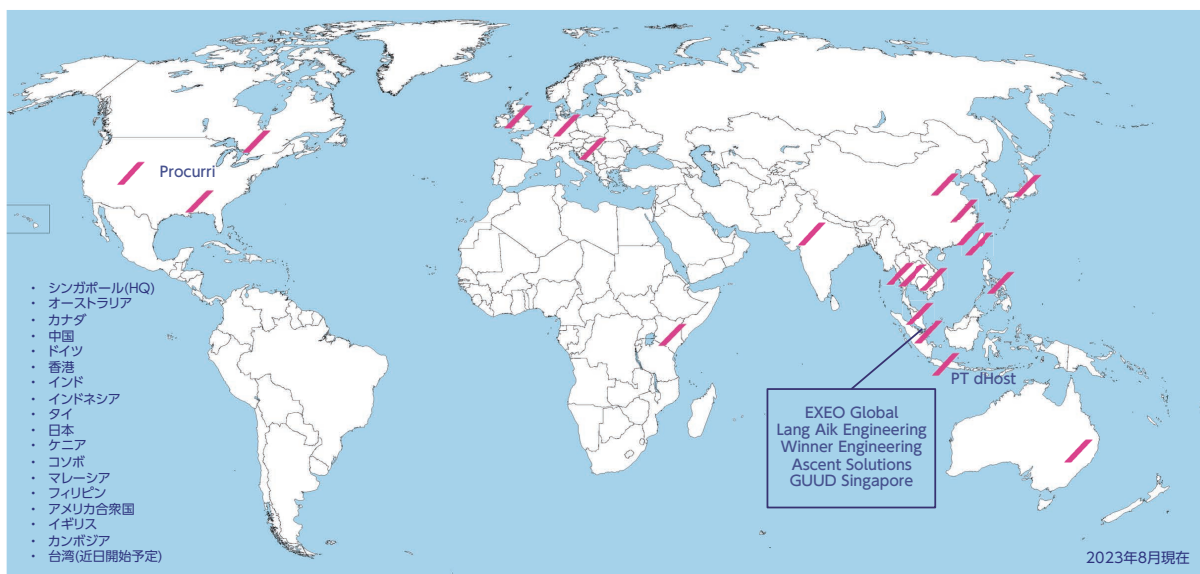 Procurri
・ シンガポール(HQ)
・ オーストラリア
・ カナダ
・ 中国
・ ドイツ
・ 香港
・ インド
・ インドネシア
・ タイ
・ 日本
・ ケニア
・ コソボ
・ マレーシア
・ フィリピン
・ アメリカ合衆国
・ イギリス
・ カンボジア
・ 台湾(近日開始予定)
PT dHost
EXEO Global
Lang Aik Engineering
Winner Engineering
Ascent Solutions
GUUD Singapore
2023年8月現在